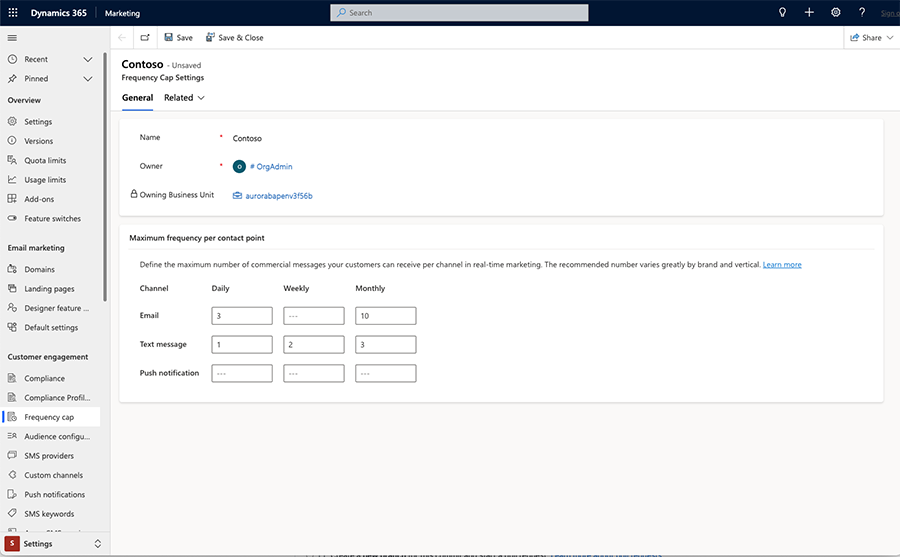 Dynamics 365 Marketing Search
Save Save & Close Share
Recent
Pinned
Overview
Settings
Versions
Quota limits
Usage limits
Add-ons
Feature switches
Email marketing
Domains
Landing pages
Designer feature ...
Default settings
Customer engagement
Compliance
Compliance Profil...
Frequency cap
Audience configu...
SMS providers
Custom channels
Push notifications
SMS keywords
S Settings
Contoso - Unsaved
Frequency Cap Settings
General Related
Name * Contoso
Owner * O # OrgAdmin
Owning Business Unit aurorabapenv3f56b
Maximum frequency per contact point
Define the maximum number of commercial messages your customers can receive per channel in real-time marketing. The recommended number varies greatly by brand and vertical. Learn more
Channel Daily Weekly Monthly
Email 3 --- 10
Text message 1 2 3
Push notification --- --- ---